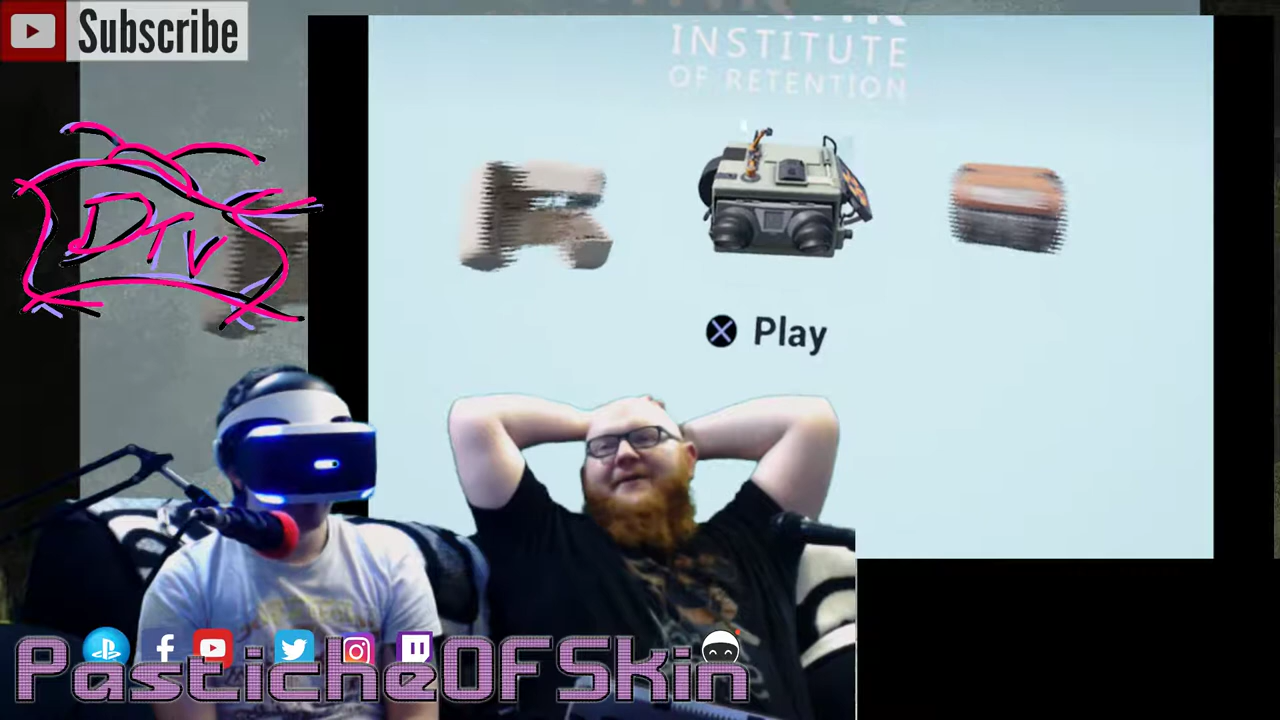 Subscribe
INSTITUTE
OF RETENTION
DTV
Play
PasticheOFSkin